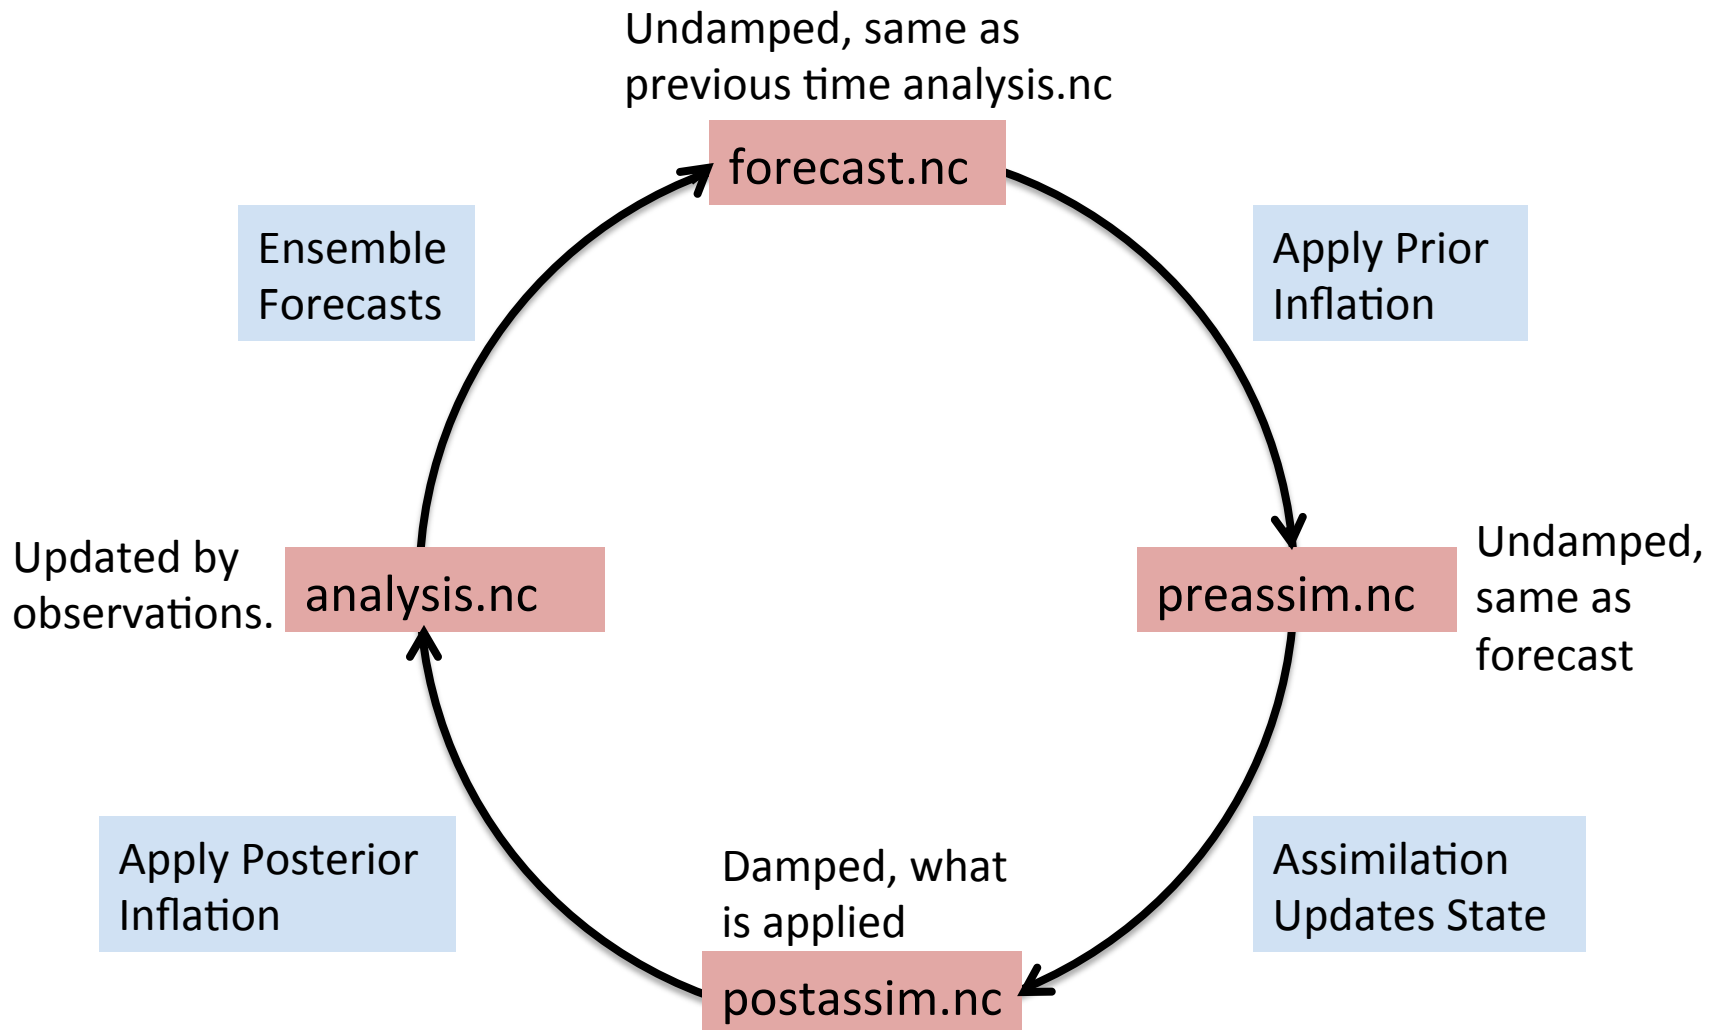 Undamped, same as
previous time analysis.nc
forecast.nc
Ensemble
Forecasts
Apply Prior
Inflation
Updated by
observations.
analysis.nc
preassim.nc
Undamped,
same as
forecast
Apply Posterior
Inflation
Damped, what
is applied
postassim.nc
Assimilation
Updates State